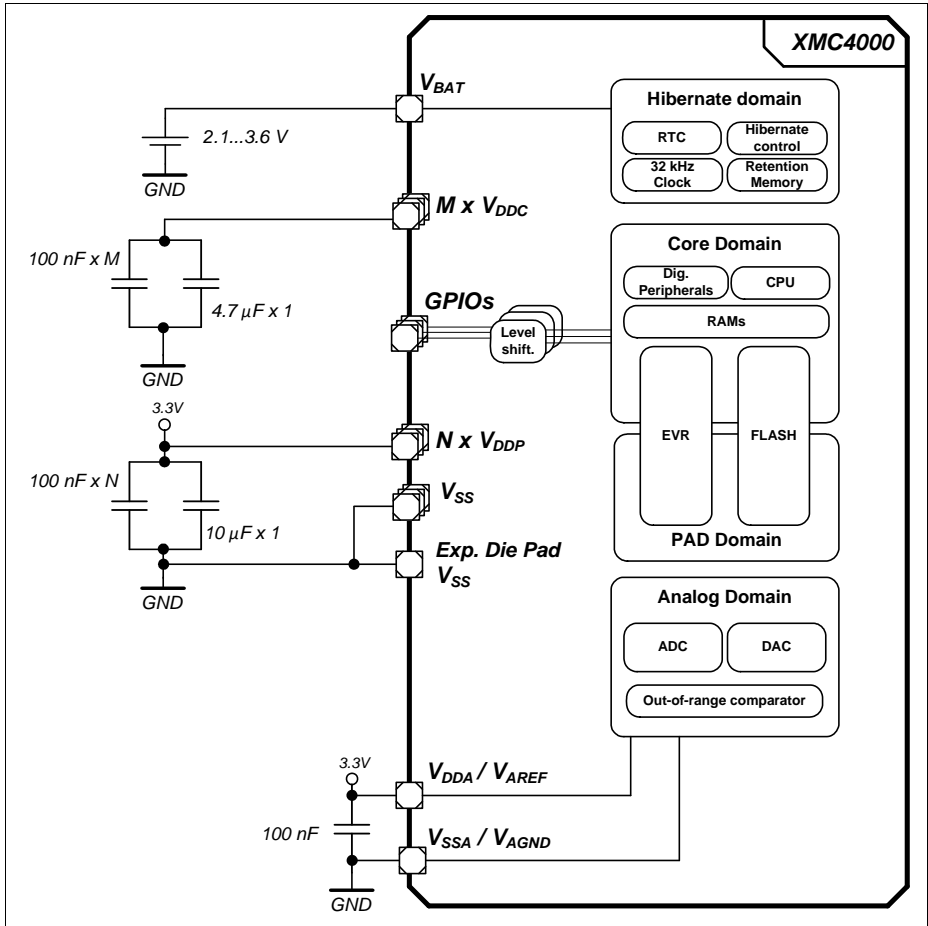 XMC4000
VBAT
Hibernate domain
2.1...3.6 V
RTC
Hibernate
control
32 kHz
Clock
Retention
Memory
GND
M x VDDC
Core Domain
100 nF x M
4.7 µF x 1
Dig.
Peripherals
CPU
GPIOs
RAMs
Level
shift.
GND
3.3V
N x VDDP
EVR
FLASH
100 nF x N
VSS
10 µF x 1
PAD Domain
Exp. Die Pad
VSS
GND
Analog Domain
ADC
DAC
Out-of-range comparator
3.3V
VDDA / VAREF
100 nF
VSSA / VAGND
GND